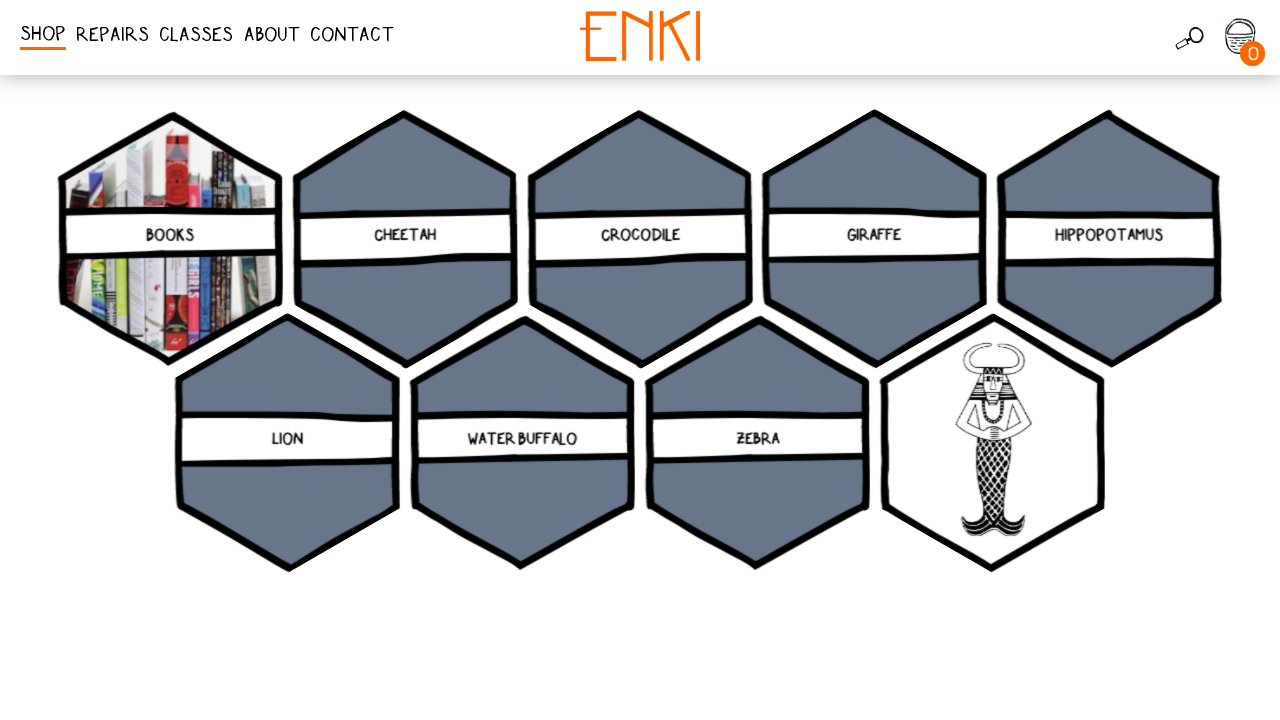 SHOP REPAIRS CLASSES ABOUT CONTACT
ENKI
0
BOOKS
CHEETAH
CROCODILE
GIRAFFE
HIPPOPOTAMUS
LION
WATER BUFFALO
ZEBRA